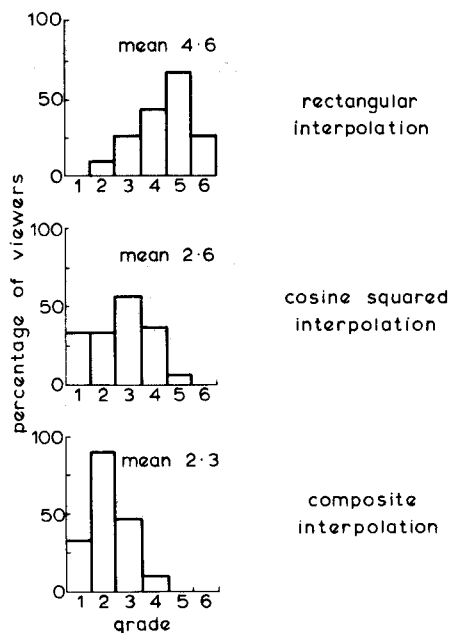 percentage of viewers
100
50
0
mean 4·6
1 2 3 4 5 6
rectangular
interpolation
100
50
0
mean 2·6
1 2 3 4 5 6
cosine squared
interpolation
100
50
0
mean 2·3
1 2 3 4 5 6
grade
composite
interpolation